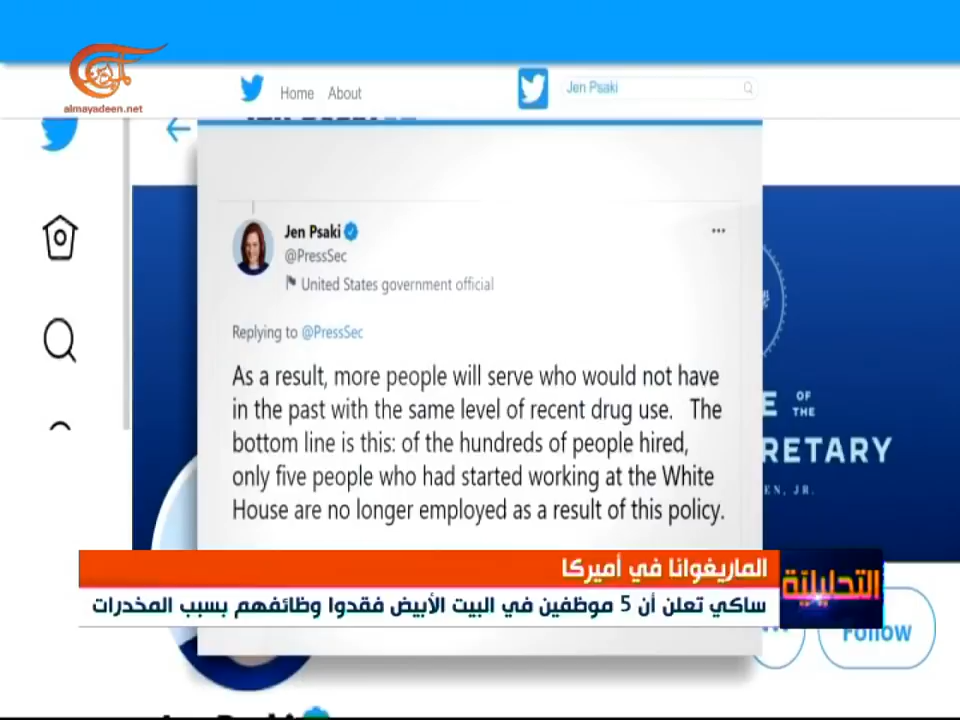 almayadeen.net
Home About
Jen Psaki
Jen Psaki
@PressSec
United States government official
Replying to @PressSec
As a result, more people will serve who would not have
in the past with the same level of recent drug use. The
bottom line is this: of the hundreds of people hired,
only five people who had started working at the White
House are no longer employed as a result of this policy.
OF
THE
RETARY
EN, JR.
الماريغوانا في أميركا
ساكي تعلن أن 5 موظفين في البيت الأبيض فقدوا وظائفهم بسبب المخدرات
التحليلية
Follow